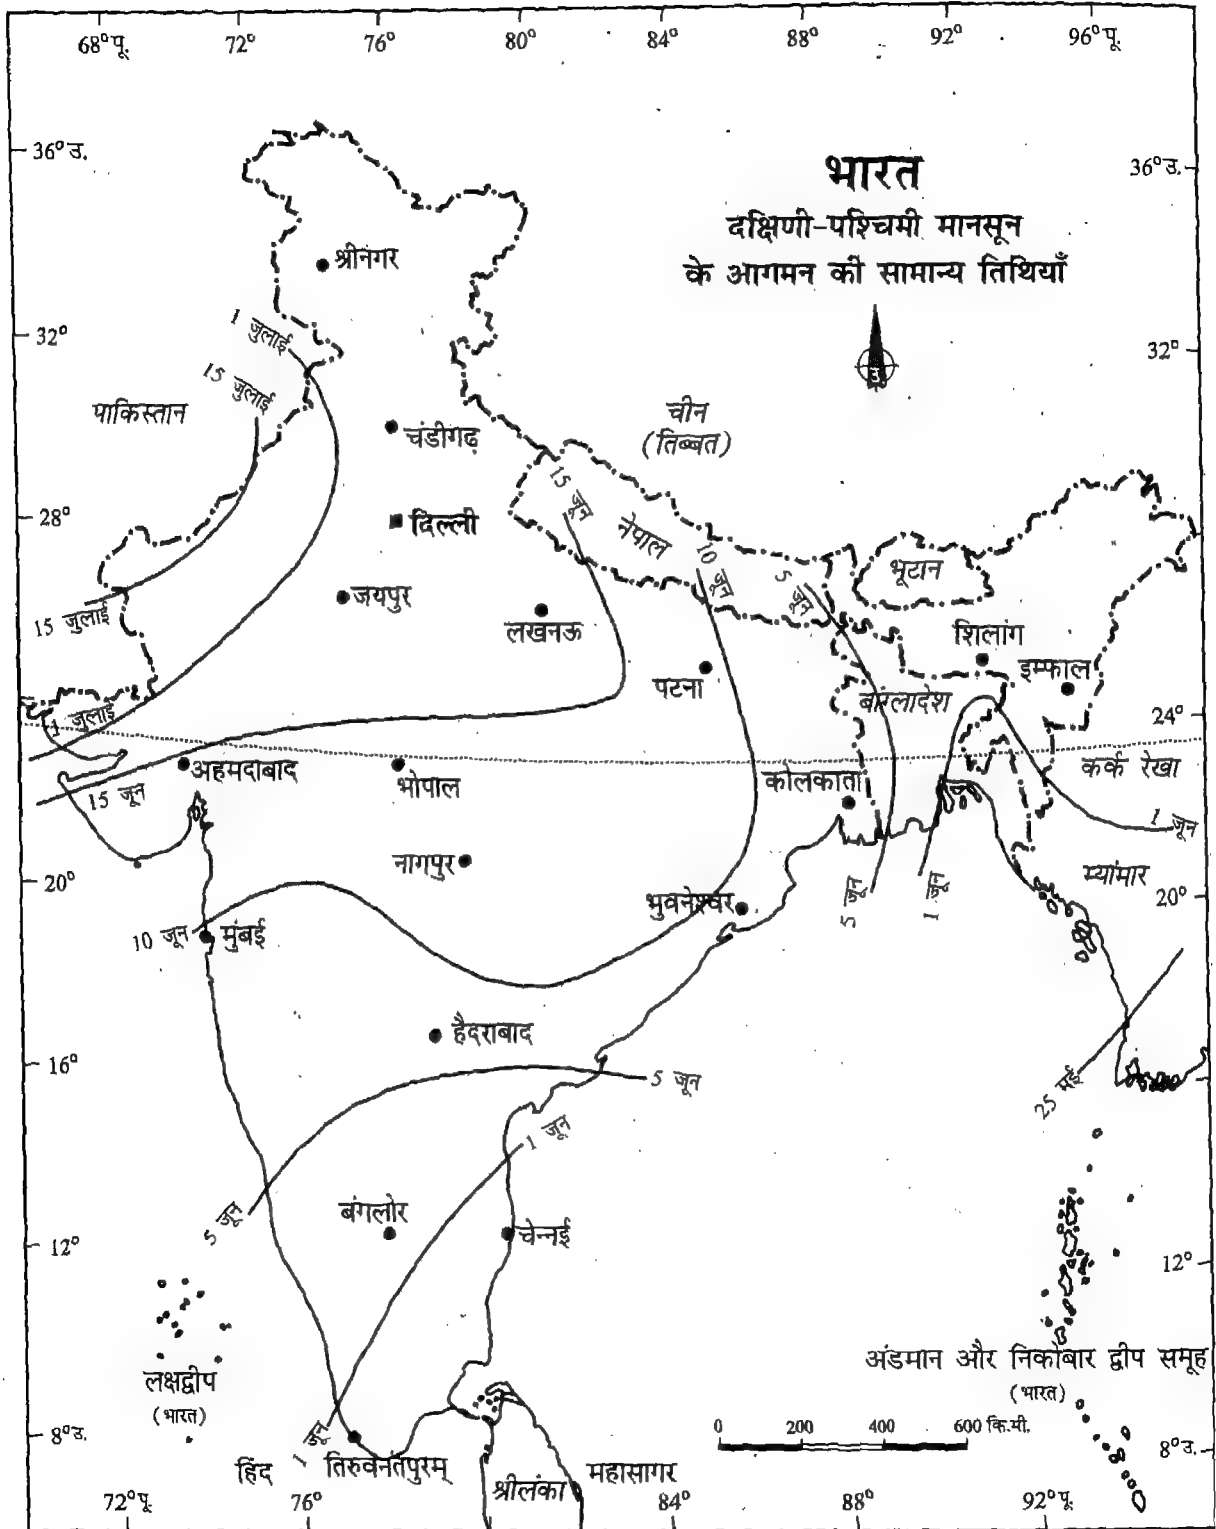 68°पू.
72°
76°
80°
84°
88°
92°
96°पू.
36°उ.
36°उ.
भारत
दक्षिणी-पश्चिमी मानसून
के आगमन की सामान्य तिथियाँ
श्रीनगर
1 जुलाई
32°
32°
15 जुलाई
पाकिस्तान
चीन
(तिब्बत)
चंडीगढ़
15 जून
28°
दिल्ली
नेपाल
10 जून
5 जून
भूटान
जयपुर
15 जुलाई
लखनऊ
शिलांग
इम्फाल
पटना
बांग्लादेश
1 जुलाई
24°
अहमदाबाद
भोपाल
कोलकाता
कर्क रेखा
15 जून
1 जून
नागपुर
म्यांमार
20°
20°
5 जून
1 जून
भुवनेश्वर
10 जून
मुंबई
हैदराबाद
16°
5 जून
25 मई
1 जून
5 जून
बंगलोर
चेन्नई
12°
12°
अंडमान और निकोबार द्वीप समूह
(भारत)
लक्षद्वीप
(भारत)
0 200 400 600 कि.मी.
8°उ.
8°उ.
1 जून
हिंद
तिरुवनंतपुरम्
श्रीलंका
महासागर
72°पू.
76°
84°
88°
92°पू.